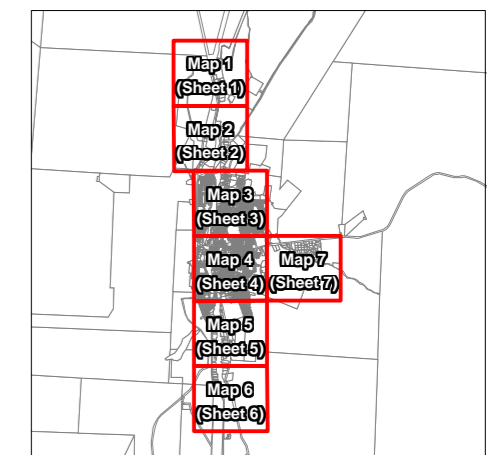 Map 1
(Sheet 1)
Map 2
(Sheet 2)
Map 3
(Sheet 3)
Map 4
(Sheet 4)
Map 7
(Sheet 7)
Map 5
(Sheet 5)
Map 6
(Sheet 6)